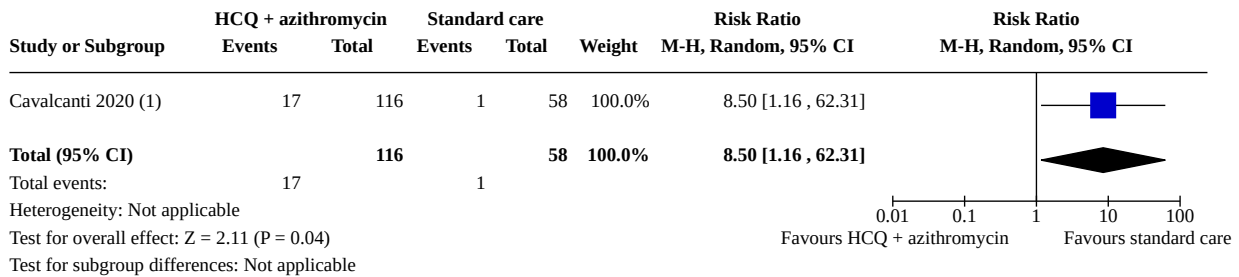 HCQ + azithromycin Standard care Risk Ratio Risk Ratio
Study or Subgroup Events Total Events Total Weight M-H, Random, 95% CI M-H, Random, 95% CI
Cavalcanti 2020 (1) 17 116 1 58 100.0% 8.50 [1.16 , 62.31]
Total (95% CI) 116 58 100.0% 8.50 [1.16 , 62.31]
Total events: 17 1
Heterogeneity: Not applicable
0.01 0.1 1 10 100
Test for overall effect: Z = 2.11 (P = 0.04) Favours HCQ + azithromycin Favours standard care
Test for subgroup differences: Not applicable